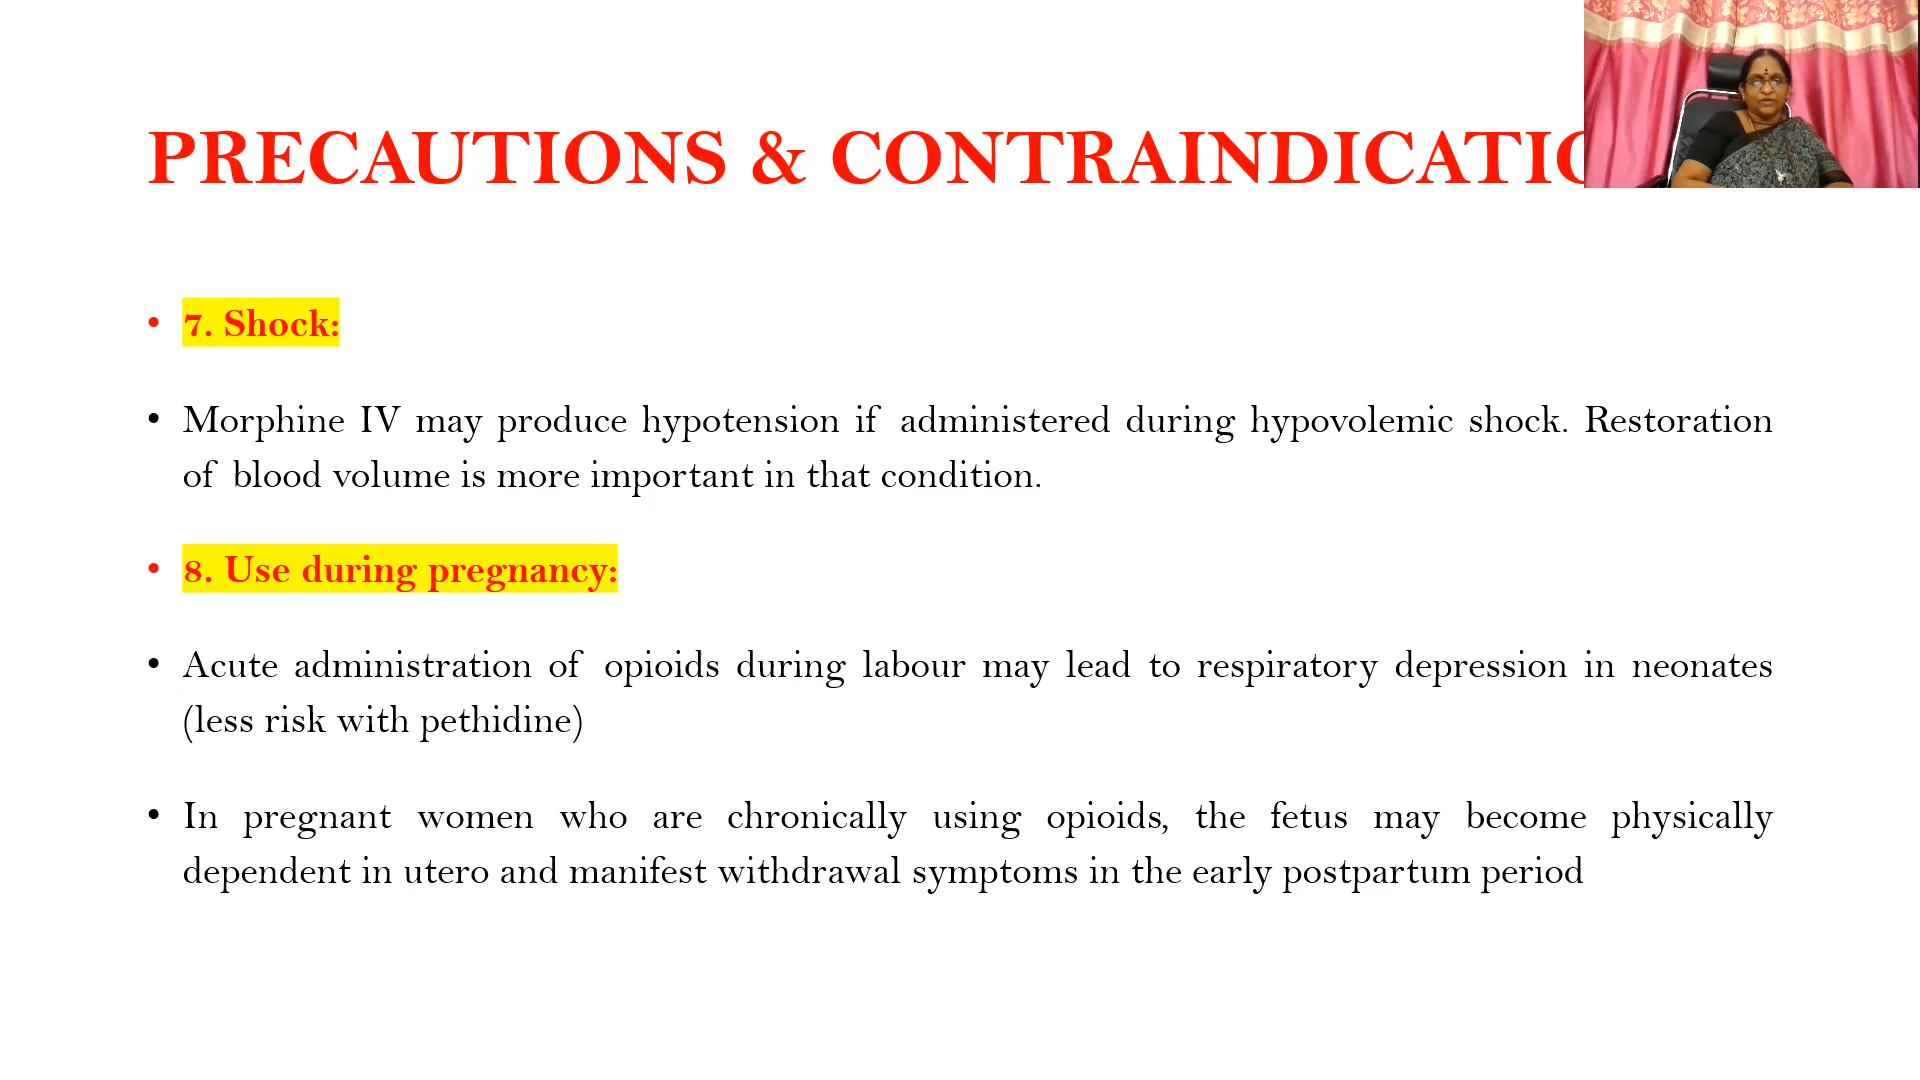 PRECAUTIONS & CONTRAINDICATIO
• 7. Shock:
• Morphine IV may produce hypotension if administered during hypovolemic shock. Restoration
of blood volume is more important in that condition.
• 8. Use during pregnancy:
• Acute administration of opioids during labour may lead to respiratory depression in neonates
(less risk with pethidine)
• In pregnant women who are chronically using opioids, the fetus may become physically
dependent in utero and manifest withdrawal symptoms in the early postpartum period